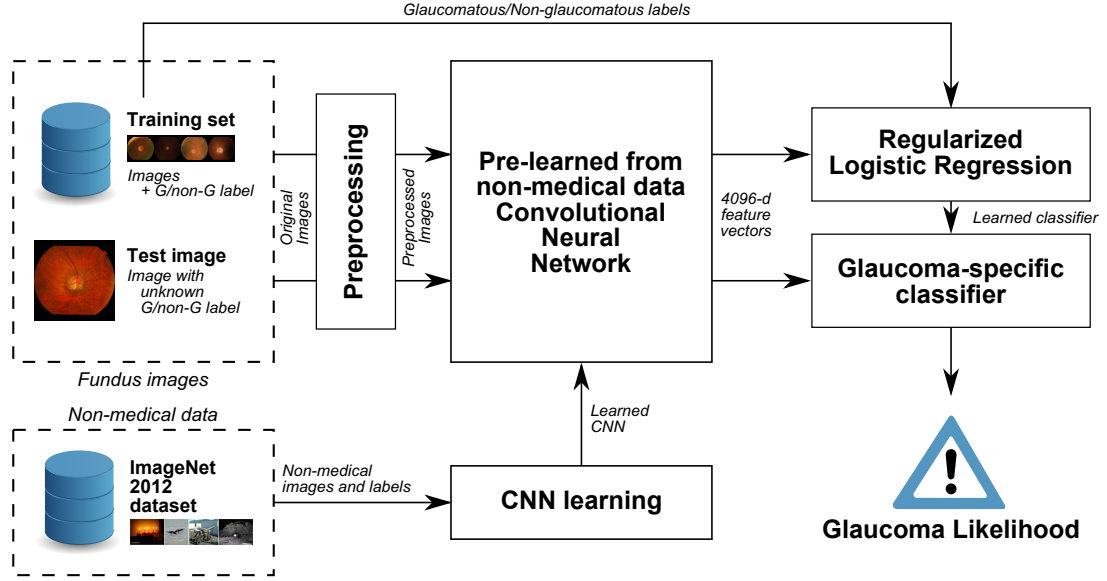 Glaucomatous/Non-glaucomatous labels
Training set
Images
+ G/non-G label
Test image
Image with
unknown
G/non-G label
Fundus images
Original
Images
Preprocessing
Preprocessed
Images
Pre-learned from
non-medical data
Convolutional
Neural
Network
4096-d
feature
vectors
Regularized
Logistic Regression
Learned classifier
Glaucoma-specific
classifier
Glaucoma Likelihood
Non-medical data
ImageNet
2012
dataset
Non-medical
images and labels
CNN learning
Learned
CNN